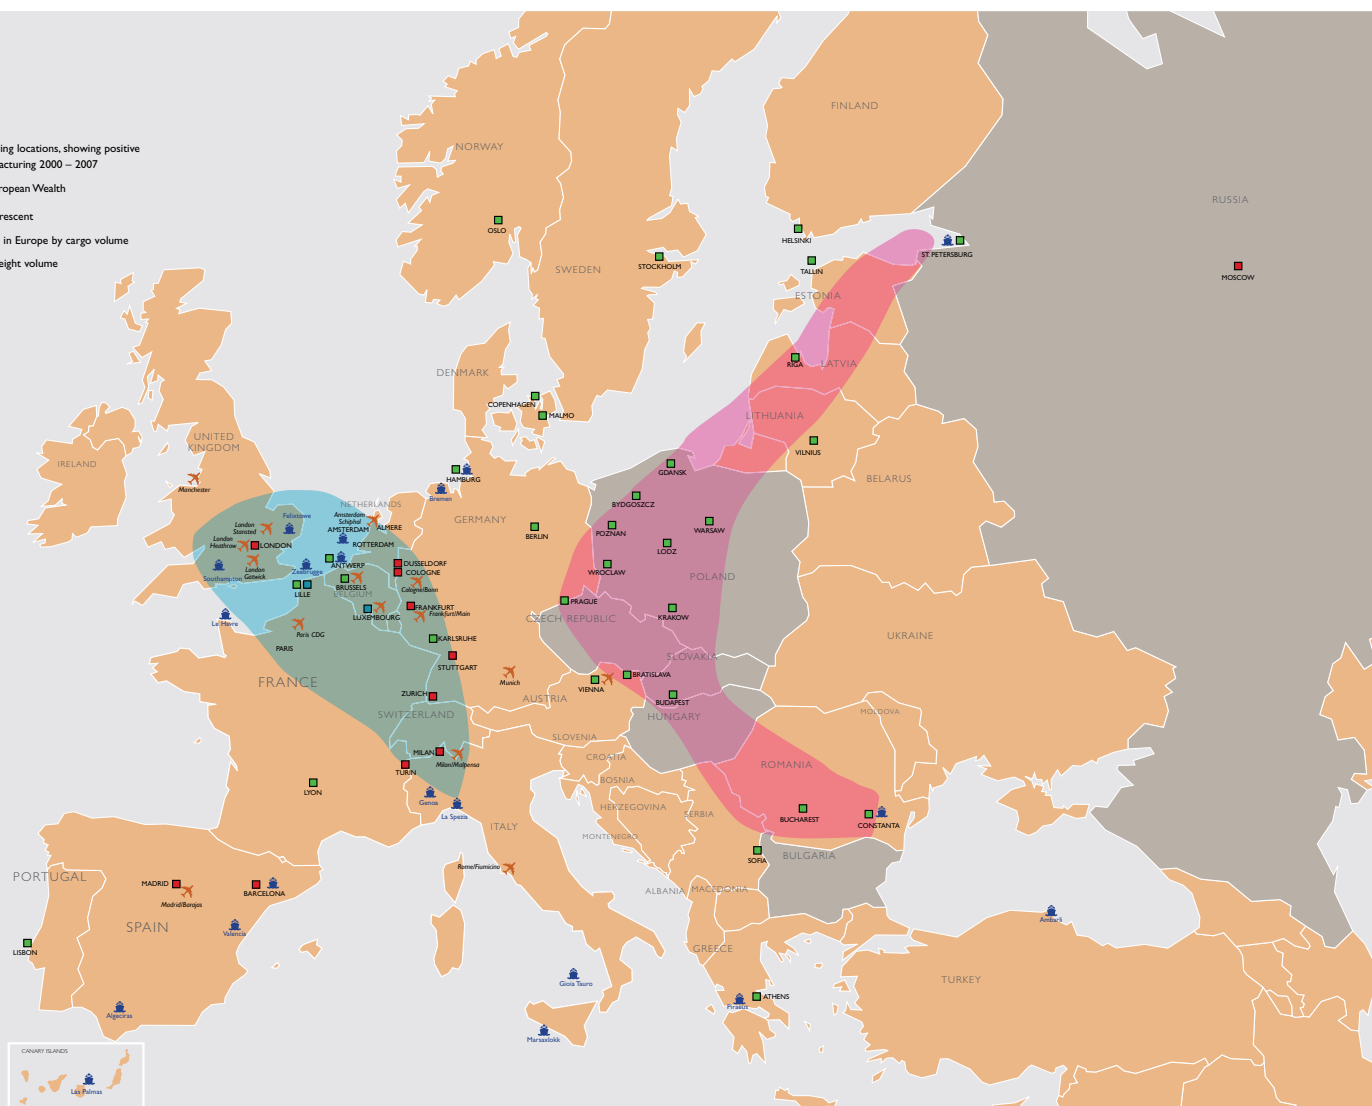 ing locations, showing positive
acturing 2000 – 2007
ropean Wealth
rescent
in Europe by cargo volume
eight volume
FINLAND
NORWAY
RUSSIA
OSLO
HELSINKI
ST. PETERSBURG
SWEDEN
STOCKHOLM
TALLIN
MOSCOW
ESTONIA
DENMARK
RIGA
LATVIA
COPENHAGEN
MALMO
LITHUANIA
UNITED
KINGDOM
IRELAND
VILNIUS
Manchester
HAMBURG
Bremen
GDANSK
BELARUS
NETHERLANDS
BYDGOSZCZ
London
Stansted
Felixstowe
Amsterdam
Schiphol
AMSTERDAM
ALMERE
GERMANY
BERLIN
POZNAN
WARSAW
London
Heathrow
LONDON
ROTTERDAM
LODZ
London
Gatwick
Southampton
Zeebrugge
ANTWERP
DUSSELDORF
COLOGNE
WROCLAW
POLAND
LILLE
BRUSSELS
BELGIUM
Cologne/Bonn
PRAGUE
Le Havre
LUXEMBOURG
FRANKFURT
Frankfurt/Main
CZECH REPUBLIC
KRAKOW
Paris CDG
PARIS
KARLSRUHE
UKRAINE
STUTTGART
SLOVAKIA
FRANCE
Munich
VIENNA
BRATISLAVA
ZURICH
AUSTRIA
BUDAPEST
SWITZERLAND
HUNGARY
MOLDOVA
SLOVENIA
MILAN
Milan/Malpensa
CROATIA
TURIN
ROMANIA
LYON
BOSNIA
Genoa
La Spezia
HERZEGOVINA
SERBIA
BUCHAREST
CONSTANTA
ITALY
MONTENEGRO
SOFIA
BULGARIA
Rome/Fiumicino
PORTUGAL
MADRID
BARCELONA
ALBANIA
MACEDONIA
Madrid/Barajas
SPAIN
Valencia
Ambarli
LISBON
GREECE
Gioia Tauro
TURKEY
Algeciras
Piraeus
ATHENS
Marsaxlokk
CANARY ISLANDS
Las Palmas